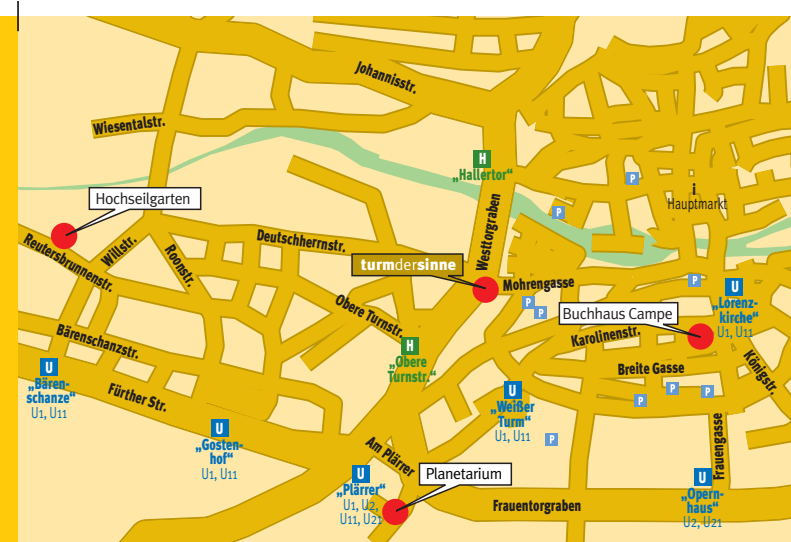 Johannisstr.
Wiesentalstr.
H
„Hallertor“
P
i
Hauptmarkt
Hochseilgarten
P
Westtorgraben
Reutersbrunnenstr.
Willstr.
Roonstr.
Deutschherrnstr.
turmdersinne
Mohrengasse
P
U
„Lorenz-
kirche“
U1, U11
Obere Turnstr.
P
P
Buchhaus Campe
Karolinenstr.
Bärenschanzstr.
H
„Obere
Turnstr.“
Breite Gasse
Königstr.
U
„Bären-
schanze“
U1, U11
Fürther Str.
U
„Weißer
Turm“
U1, U11
P
P
P
U
„Gosten-
hof“
U1, U11
P
Frauengasse
Am Plärrer
U
„Plärrer“
U1, U2,
U11, U21
Planetarium
Frauentorgraben
U
„Opern-
haus“
U2, U21